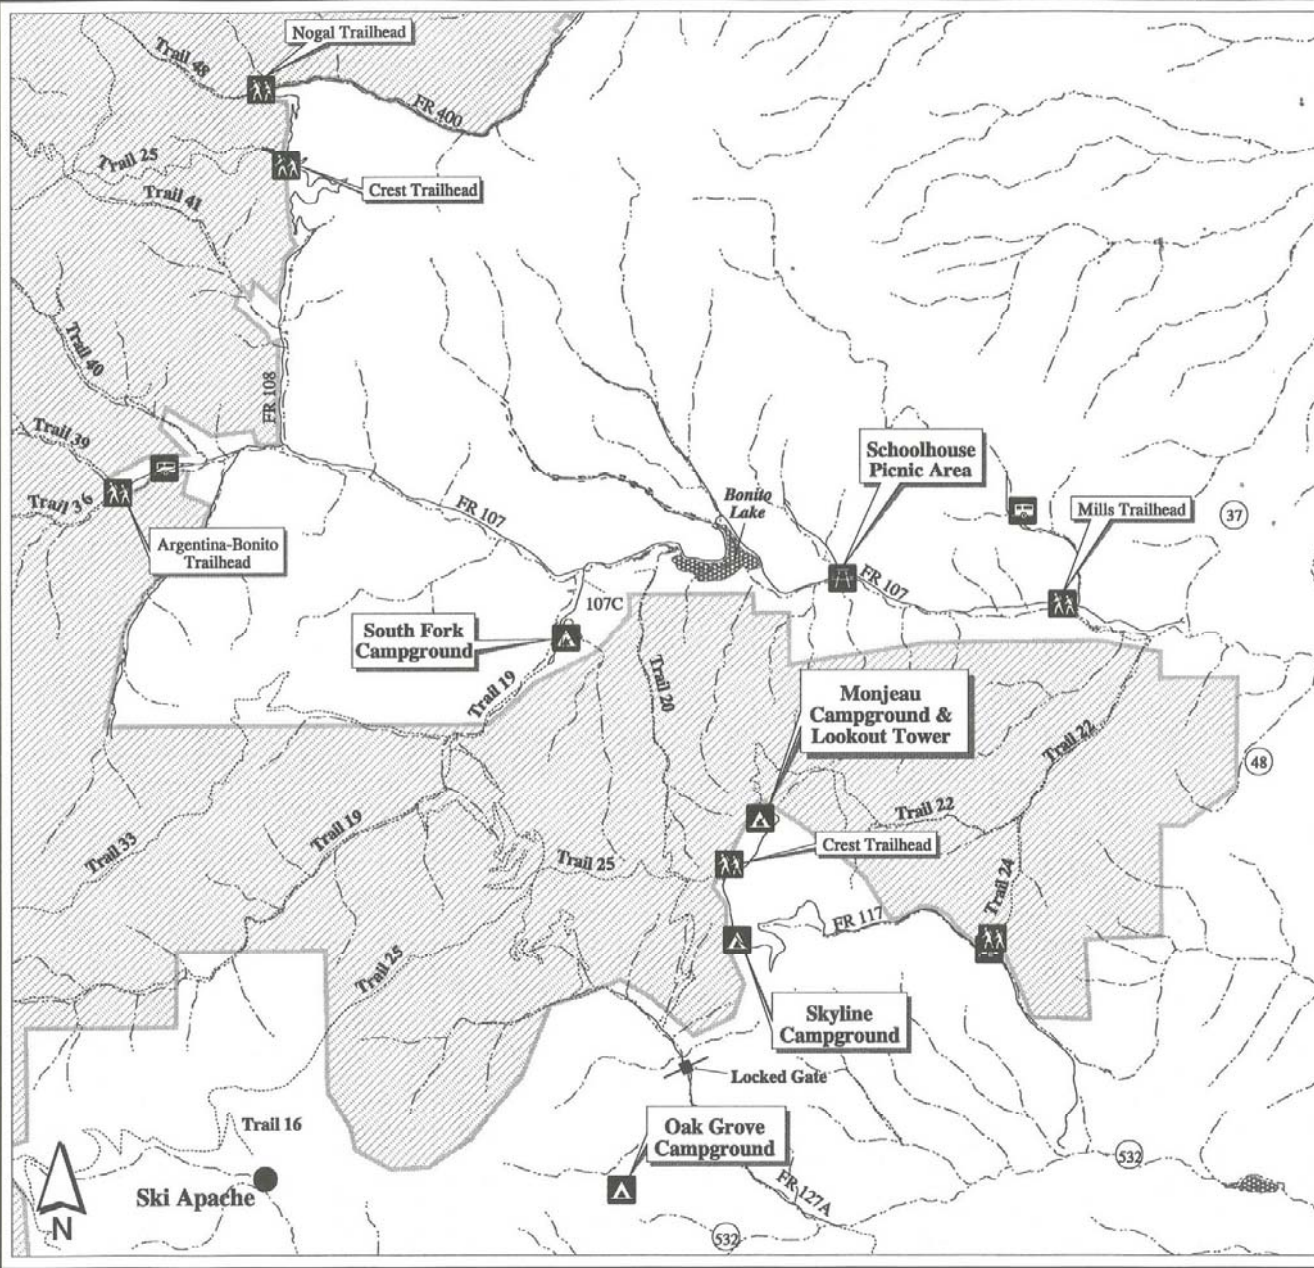 Nogal Trailhead
Trail 48
FR 400
Trail 25
Crest Trailhead
Trail 41
Trail 40
FR 108
Trail 39
Trail 36
Argentina-Bonito
Trailhead
FR 107
Bonito
Lake
Schoolhouse
Picnic Area
Mills Trailhead
37
FR 107
107C
South Fork
Campground
Trail 19
Trail 20
Monjeau
Campground &
Lookout Tower
Trail 22
48
Trail 22
Trail 33
Trail 19
Trail 25
Crest Trailhead
Trail 24
FR 117
Trail 25
Skyline
Campground
Locked Gate
Trail 16
Oak Grove
Campground
532
FR 127A
Ski Apache
N
532